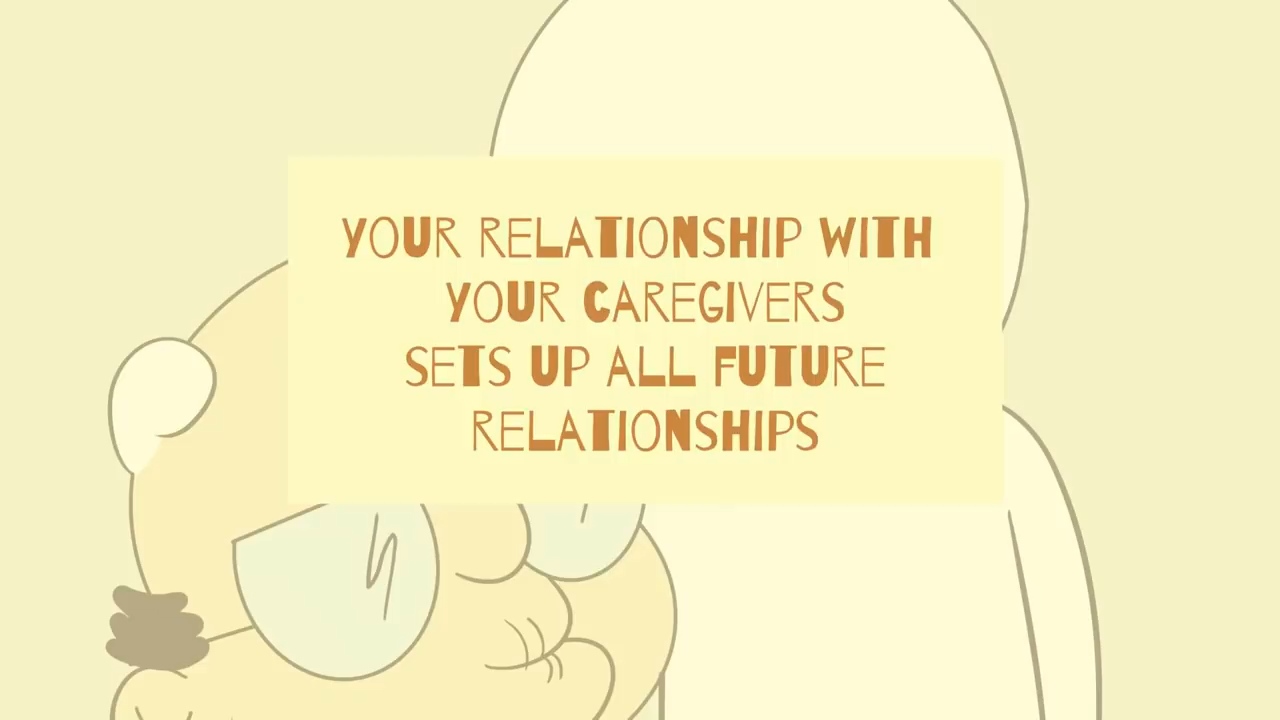 YOUR RELATIONSHIP WITH
YOUR CAREGIVERS
SETS UP ALL FUTURE
RELATIONSHIPS